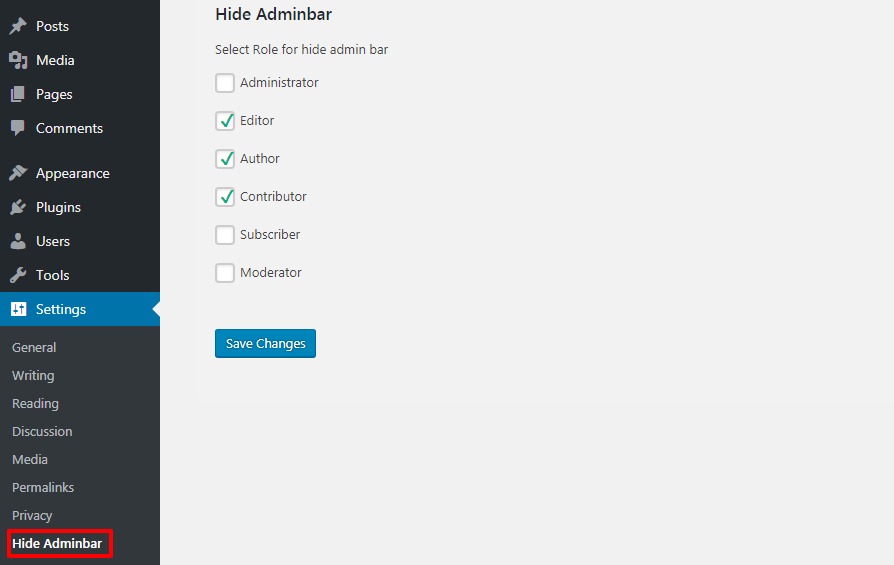 Posts
Media
Pages
Comments
Appearance
Plugins
Users
Tools
Settings
General
Writing
Reading
Discussion
Media
Permalinks
Privacy
Hide Adminbar
Hide Adminbar
Select Role for hide admin bar
Administrator
Editor
Author
Contributor
Subscriber
Moderator
Save Changes